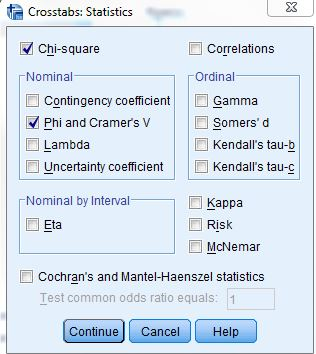 Crosstabs: Statistics
Chi-square
Correlations
Nominal
Contingency coefficient
Phi and Cramer's V
Lambda
Uncertainty coefficient
Ordinal
Gamma
Somers' d
Kendall's tau-b
Kendall's tau-c
Nominal by Interval
Eta
Kappa
Risk
McNemar
Cochran's and Mantel-Haenszel statistics
Test common odds ratio equals: 1
Continue Cancel Help